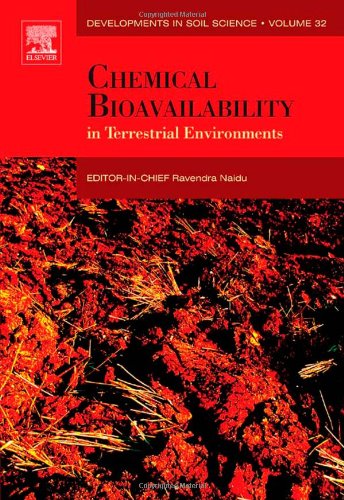 DEVELOPMENTS IN SOIL SCIENCE • VOLUME 32
ELSEVIER
CHEMICAL
BIOAVAILABILITY
in Terrestrial Environments
EDITOR-IN-CHIEF Ravendra Naidu